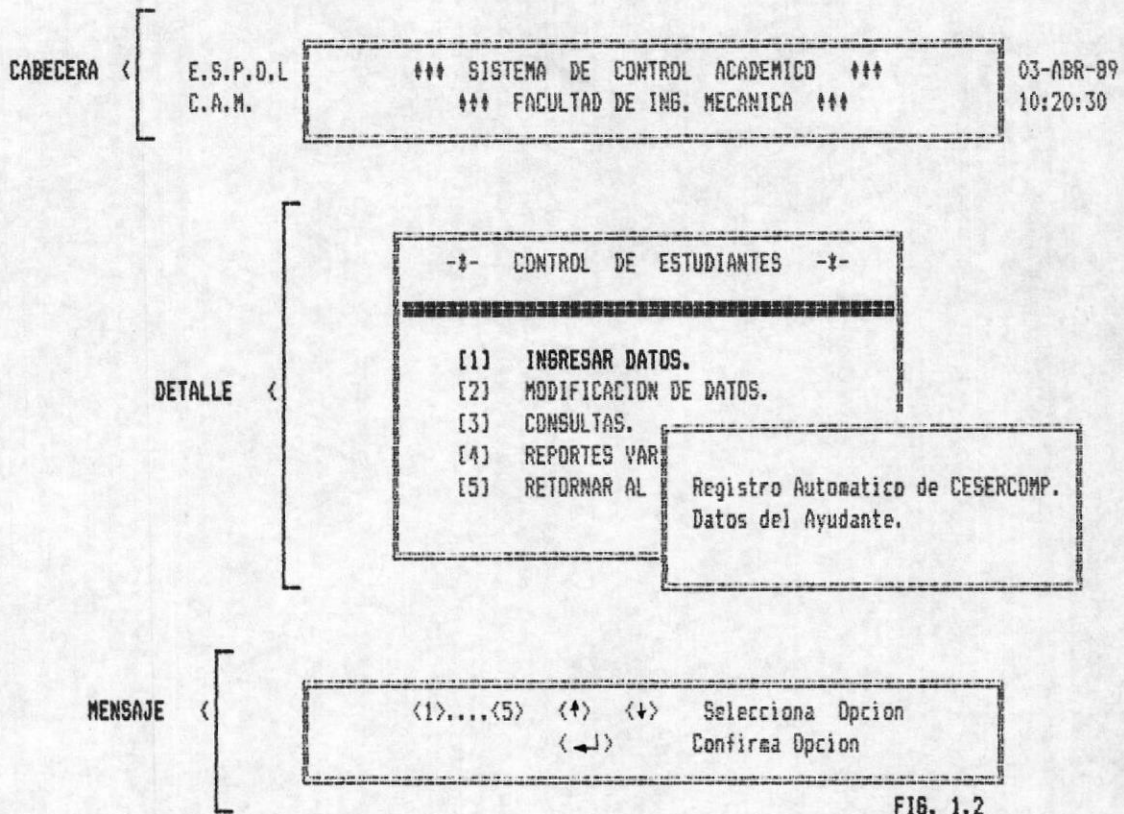 CABECERA <
E.S.P.O.L ♦♦♦ SISTEMA DE CONTROL ACADEMICO ♦♦♦ 03-ABR-89
C.A.M. ♦♦♦ FACULTAD DE ING. MECANICA ♦♦♦ 10:20:30
DETALLE <
-‡- CONTROL DE ESTUDIANTES -‡-
[1] INGRESAR DATOS.
[2] MODIFICACION DE DATOS.
[3] CONSULTAS.
[4] REPORTES VAR
[5] RETORNAR AL
Registro Automatico de CESERCOMP.
Datos del Ayudante.
MENSAJE <
<1>....<5> <↑> <↓> Selecciona Opcion
<↵> Confirma Opcion
FIG. 1.2